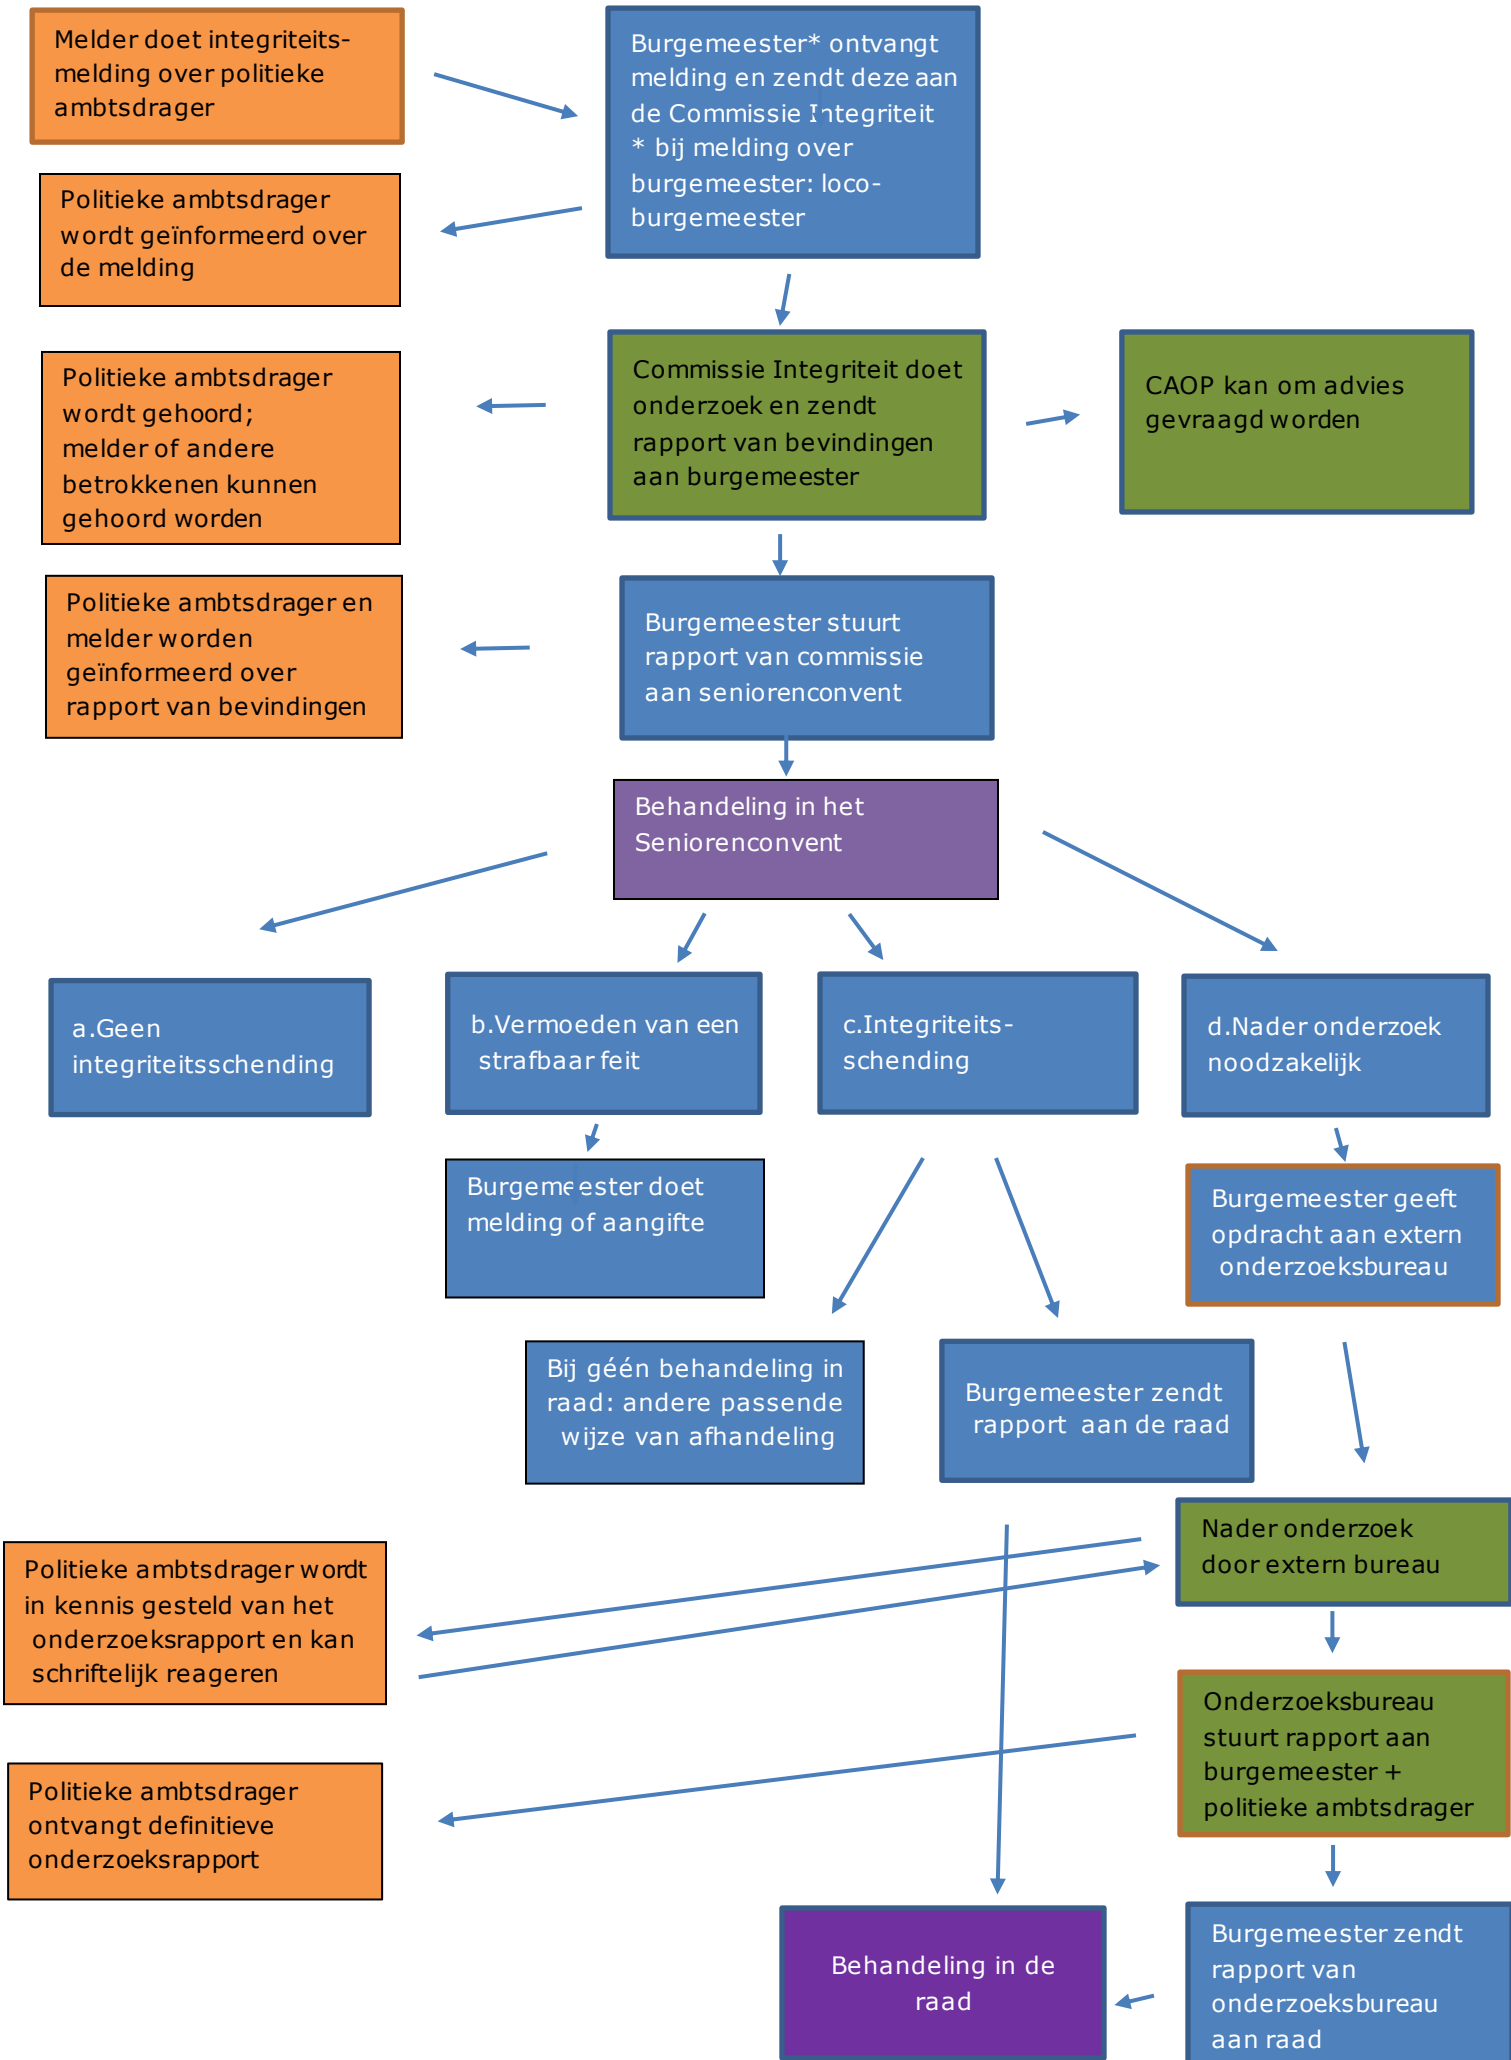 Melder doet integriteits-
melding over politieke
ambtsdrager
Burgemeester* ontvangt
melding en zendt deze aan
de Commissie Integriteit
* bij melding over
burgemeester: loco-
burgemeester
Politieke ambtsdrager
wordt geïnformeerd over
de melding
Politieke ambtsdrager
wordt gehoord;
melder of andere
betrokkenen kunnen
gehoord worden
Commissie Integriteit doet
onderzoek en zendt
rapport van bevindingen
aan burgemeester
CAOP kan om advies
gevraagd worden
Politieke ambtsdrager en
melder worden
geïnformeerd over
rapport van bevindingen
Burgemeester stuurt
rapport van commissie
aan seniorenconvent
Behandeling in het
Seniorenconvent
a.Geen
integriteitsschending
b.Vermoeden van een
strafbaar feit
c.Integriteits-
schending
d.Nader onderzoek
noodzakelijk
Burgemeester doet
melding of aangifte
Burgemeester geeft
opdracht aan extern
onderzoeksbureau
Bij géén behandeling in
raad: andere passende
wijze van afhandeling
Burgemeester zendt
rapport aan de raad
Nader onderzoek
door extern bureau
Politieke ambtsdrager wordt
in kennis gesteld van het
onderzoeksrapport en kan
schriftelijk reageren
Onderzoeksbureau
stuurt rapport aan
burgemeester +
politieke ambtsdrager
Politieke ambtsdrager
ontvangt definitieve
onderzoeksrapport
Behandeling in de
raad
Burgemeester zendt
rapport van
onderzoeksbureau
aan raad